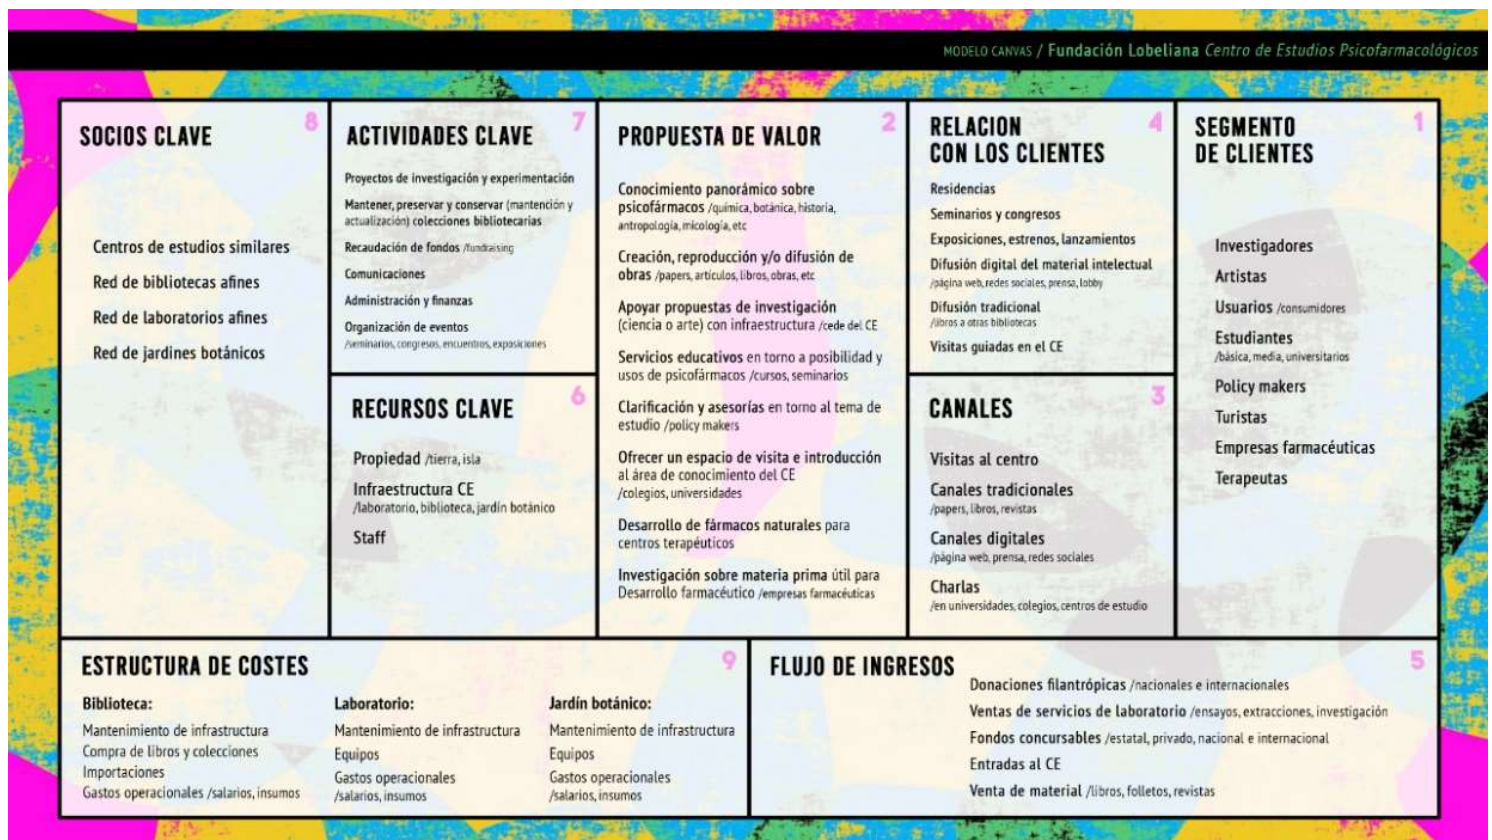 MODELO CANVAS / Fundación Lobeliana Centro de Estudios Psicofarmacológicos
8
SOCIOS CLAVE
Centros de estudios similares
Red de bibliotecas afines
Red de laboratorios afines
Red de jardines botánicos
7
ACTIVIDADES CLAVE
Proyectos de investigación y experimentación
Mantener, preservar y conservar (mantención y
actualización) colecciones bibliotecarias
Recaudación de fondos /fundraising
Comunicaciones
Administración y finanzas
Organización de eventos
/seminarios, congresos, encuentros, exposiciones
6
RECURSOS CLAVE
Propiedad /tierra, isla
Infraestructura CE
/laboratorio, biblioteca, jardín botánico
Staff
2
PROPUESTA DE VALOR
Conocimiento panorámico sobre
psicofármacos /química, botánica, historia,
antropología, micología, etc
Creación, reproducción y/o difusión de
obras /papers, artículos, libros, obras, etc
Apoyar propuestas de investigación
(ciencia o arte) con infraestructura /cede del CE
Servicios educativos en torno a posibilidad y
usos de psicofármacos /cursos, seminarios
Clarificación y asesorías en torno al tema de
estudio /policy makers
Ofrecer un espacio de visita e introducción
al área de conocimiento del CE
/colegios, universidades
Desarrollo de fármacos naturales para
centros terapéuticos
Investigación sobre materia prima útil para
Desarrollo farmacéutico /empresas farmacéuticas
4
RELACION
CON LOS CLIENTES
Residencias
Seminarios y congresos
Exposiciones, estrenos, lanzamientos
Difusión digital del material intelectual
/página web, redes sociales, prensa, lobby
Difusión tradicional
/libros a otras bibliotecas
Visitas guiadas en el CE
3
CANALES
Visitas al centro
Canales tradicionales
/papers, libros, revistas
Canales digitales
/página web, prensa, redes sociales
Charlas
/en universidades, colegios, centros de estudio
1
SEGMENTO
DE CLIENTES
Investigadores
Artistas
Usuarios /consumidores
Estudiantes
/básica, media, universitarios
Policy makers
Turistas
Empresas farmacéuticas
Terapeutas
9
ESTRUCTURA DE COSTES
Biblioteca:
Mantenimiento de infrastructura
Compra de libros y colecciones
Importaciones
Gastos operacionales /salarios, insumos
Laboratorio:
Mantenimiento de infrastructura
Equipos
Gastos operacionales
/salarios, insumos
Jardín botánico:
Mantenimiento de infrastructura
Equipos
Gastos operacionales
/salarios, insumos
5
FLUJO DE INGRESOS
Donaciones filantrópicas /nacionales e internacionales
Ventas de servicios de laboratorio /ensayos, extracciones, investigación
Fondos concursables /estatal, privado, nacional e internacional
Entradas al CE
Venta de material /libros, folletos, revistas